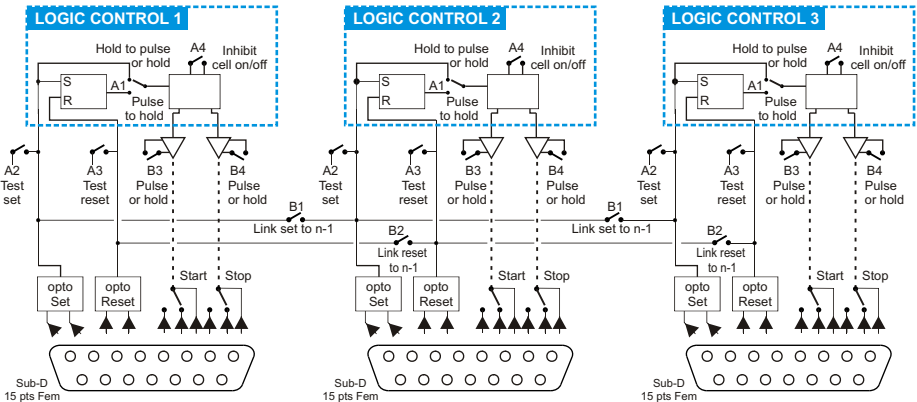 LOGIC CONTROL 1
LOGIC CONTROL 2
LOGIC CONTROL 3
Hold to pulse
or hold
A4
Inhibit
cell on/off
S
R
A1
Pulse
to hold
Hold to pulse
or hold
A4
Inhibit
cell on/off
S
R
A1
Pulse
to hold
Hold to pulse
or hold
A4
Inhibit
cell on/off
S
R
A1
Pulse
to hold
A2
Test
set
A3
Test
reset
B3
Pulse
or hold
B4
Pulse
or hold
A2
Test
set
A3
Test
reset
B3
Pulse
or hold
B4
Pulse
or hold
A2
Test
set
A3
Test
reset
B3
Pulse
or hold
B4
Pulse
or hold
B1
Link set to n-1
B1
Link set to n-1
B2
Link reset
to n-1
B2
Link reset
to n-1
opto
Set
opto
Reset
Start
Stop
opto
Set
opto
Reset
Start
Stop
opto
Set
opto
Reset
Start
Stop
Sub-D
15 pts Fem
Sub-D
15 pts Fem
Sub-D
15 pts Fem